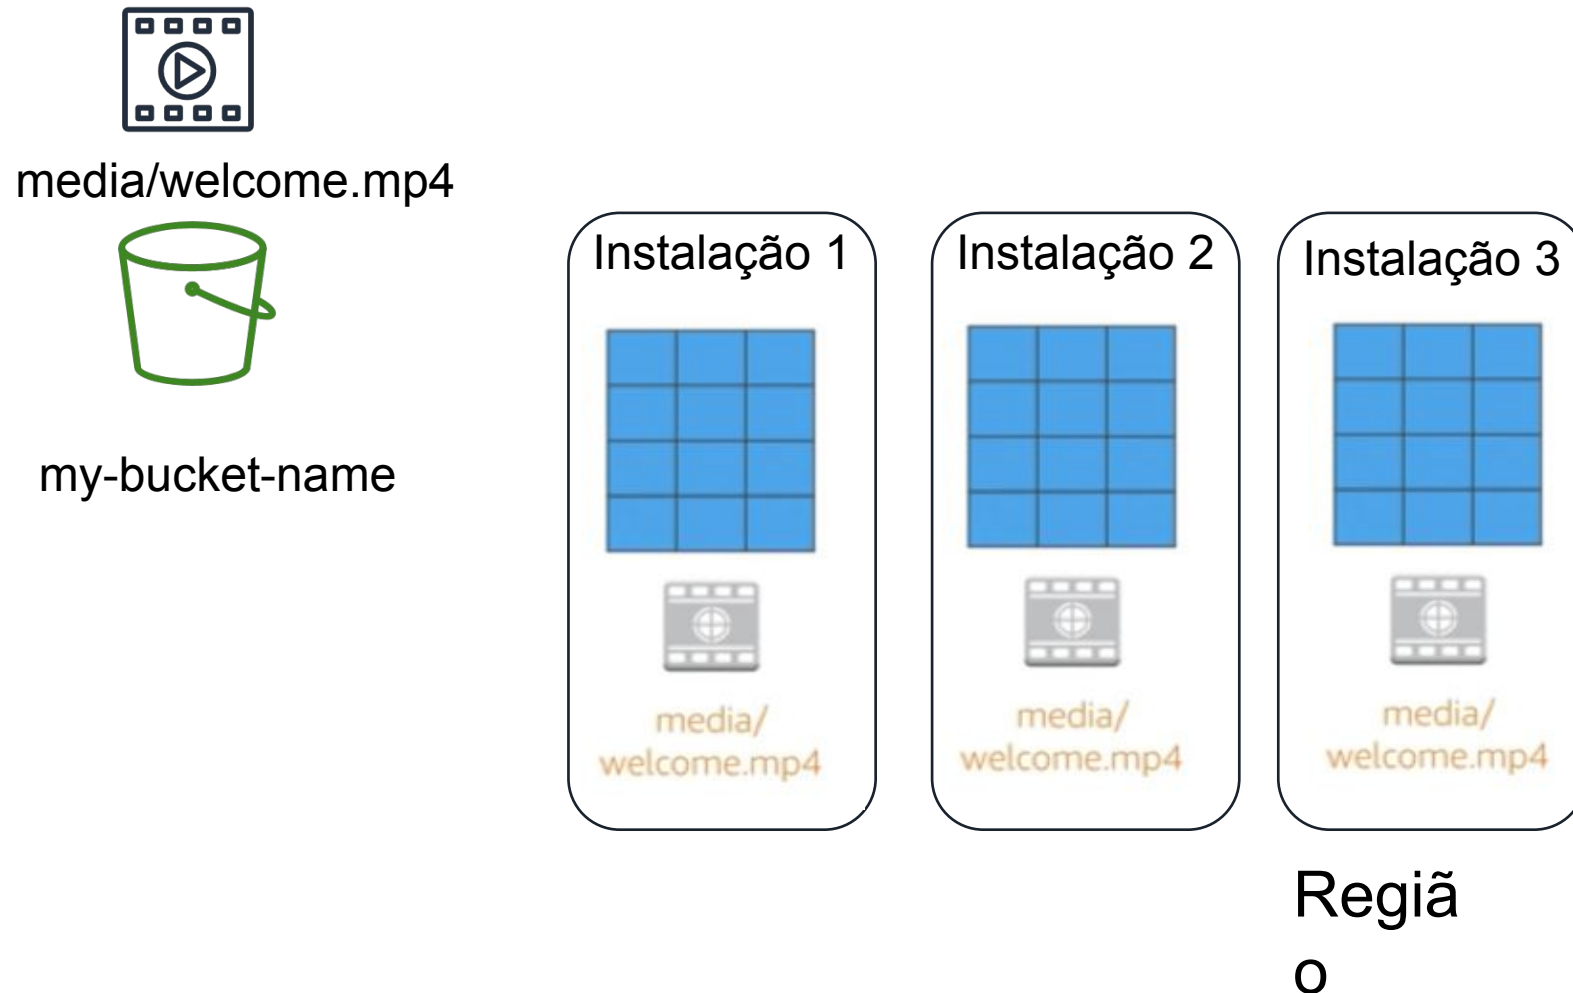 media/welcome.mp4
my-bucket-name
Instalação 1
media/
welcome.mp4
Instalação 2
media/
welcome.mp4
Instalação 3
media/
welcome.mp4
Regiã
o